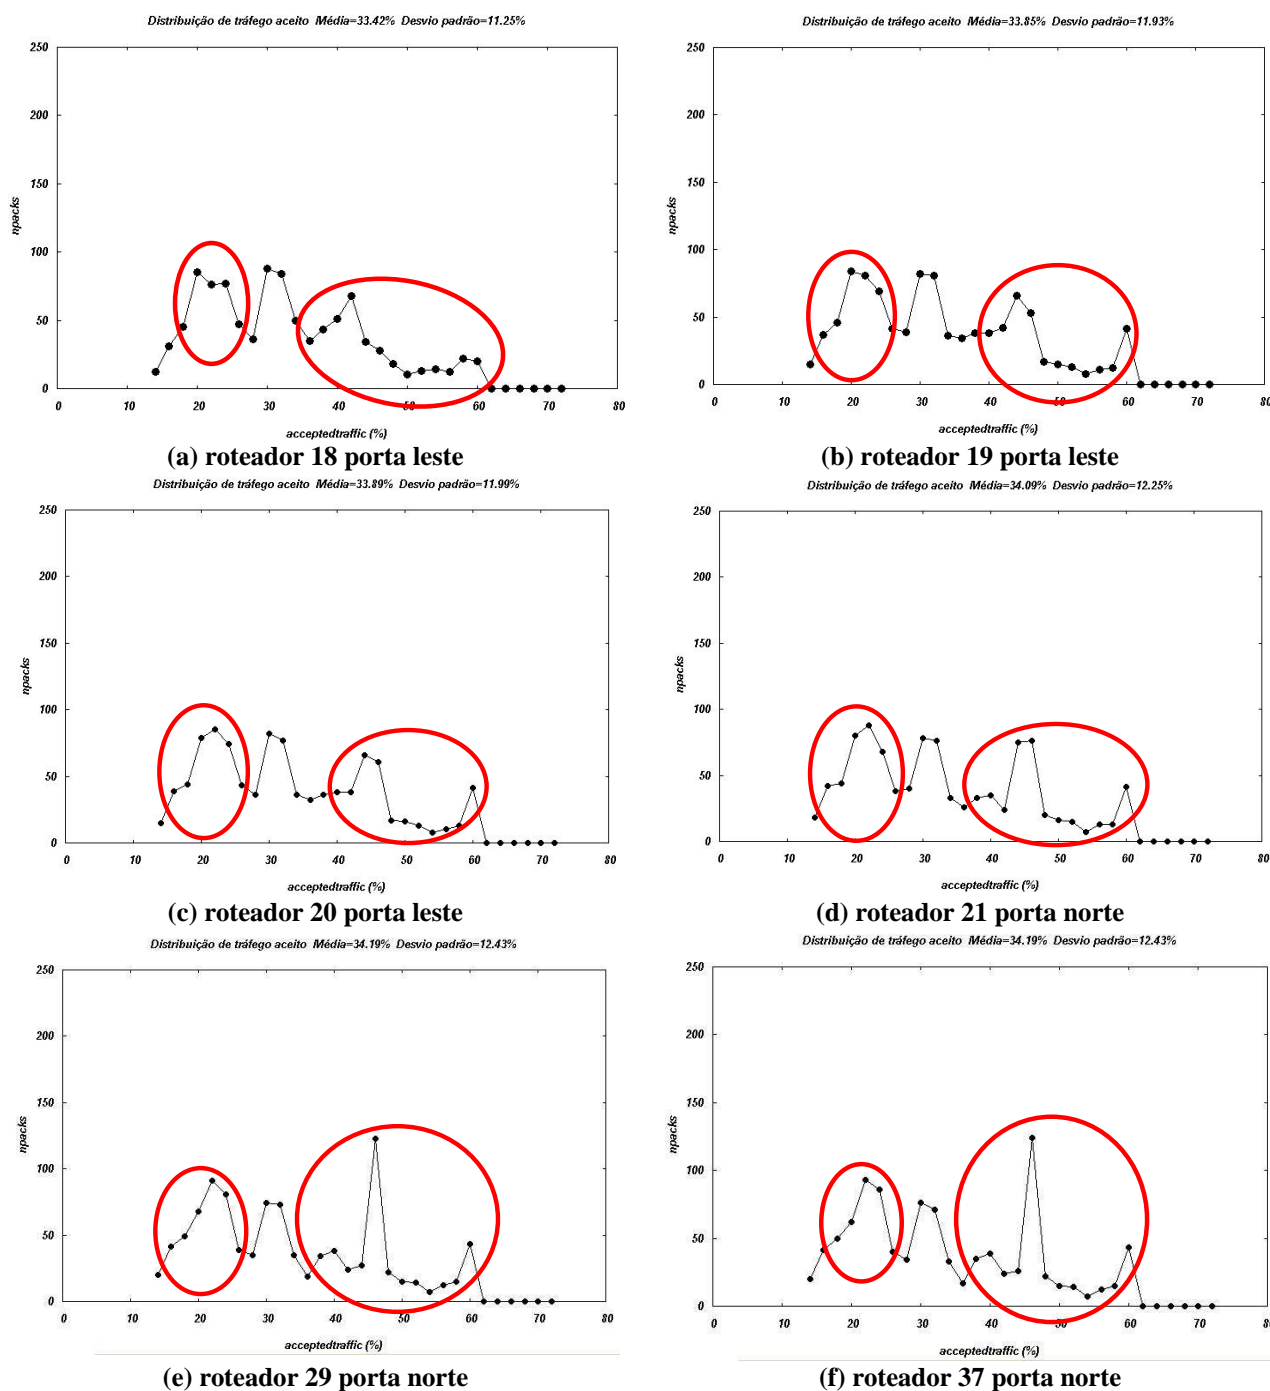 Distribuição de tráfego aceito Média=33.42% Desvio padrão=11.25%
250
200
150
100
50
0
npacks
0 10 20 30 40 50 60 70 80
acceptedtraffic (%)
(a) roteador 18 porta leste
Distribuição de tráfego aceito Média=33.85% Desvio padrão=11.93%
250
200
150
100
50
0
npacks
0 10 20 30 40 50 60 70 80
acceptedtraffic (%)
(b) roteador 19 porta leste
Distribuição de tráfego aceito Média=33.89% Desvio padrão=11.99%
250
200
150
100
50
0
npacks
0 10 20 30 40 50 60 70 80
acceptedtraffic (%)
(c) roteador 20 porta leste
Distribuição de tráfego aceito Média=34.09% Desvio padrão=12.25%
250
200
150
100
50
0
npacks
0 10 20 30 40 50 60 70 80
acceptedtraffic (%)
(d) roteador 21 porta norte
Distribuição de tráfego aceito Média=34.19% Desvio padrão=12.43%
250
200
150
100
50
0
npacks
0 10 20 30 40 50 60 70 80
acceptedtraffic (%)
(e) roteador 29 porta norte
Distribuição de tráfego aceito Média=34.19% Desvio padrão=12.43%
250
200
150
100
50
0
npacks
0 10 20 30 40 50 60 70 80
acceptedtraffic (%)
(f) roteador 37 porta norte